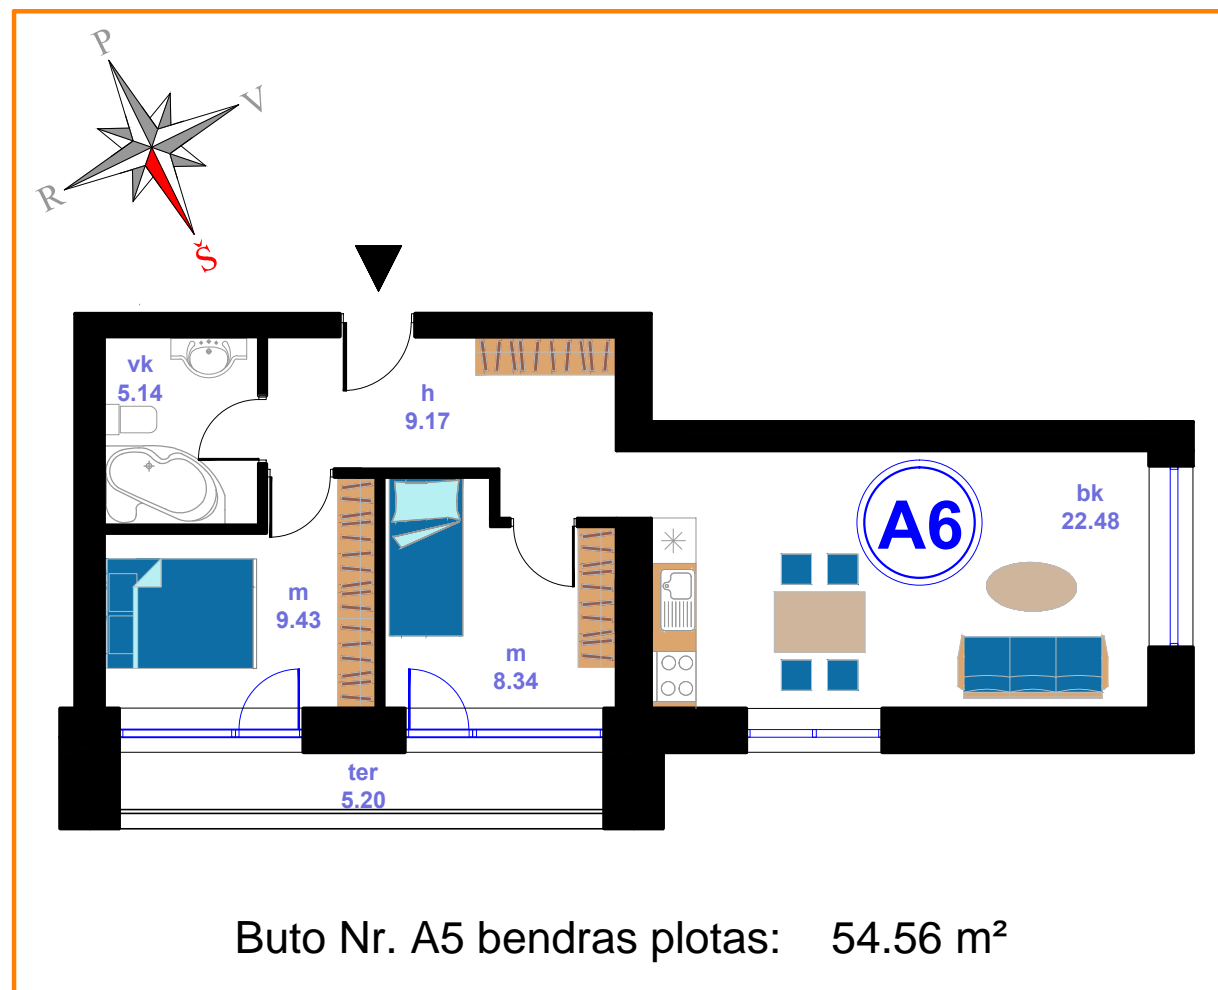 P
V
R
Š
vk
5.14
h
9.17
A6
bk
22.48
m
9.43
m
8.34
ter
5.20
Buto Nr. A5 bendras plotas: 54.56 m²